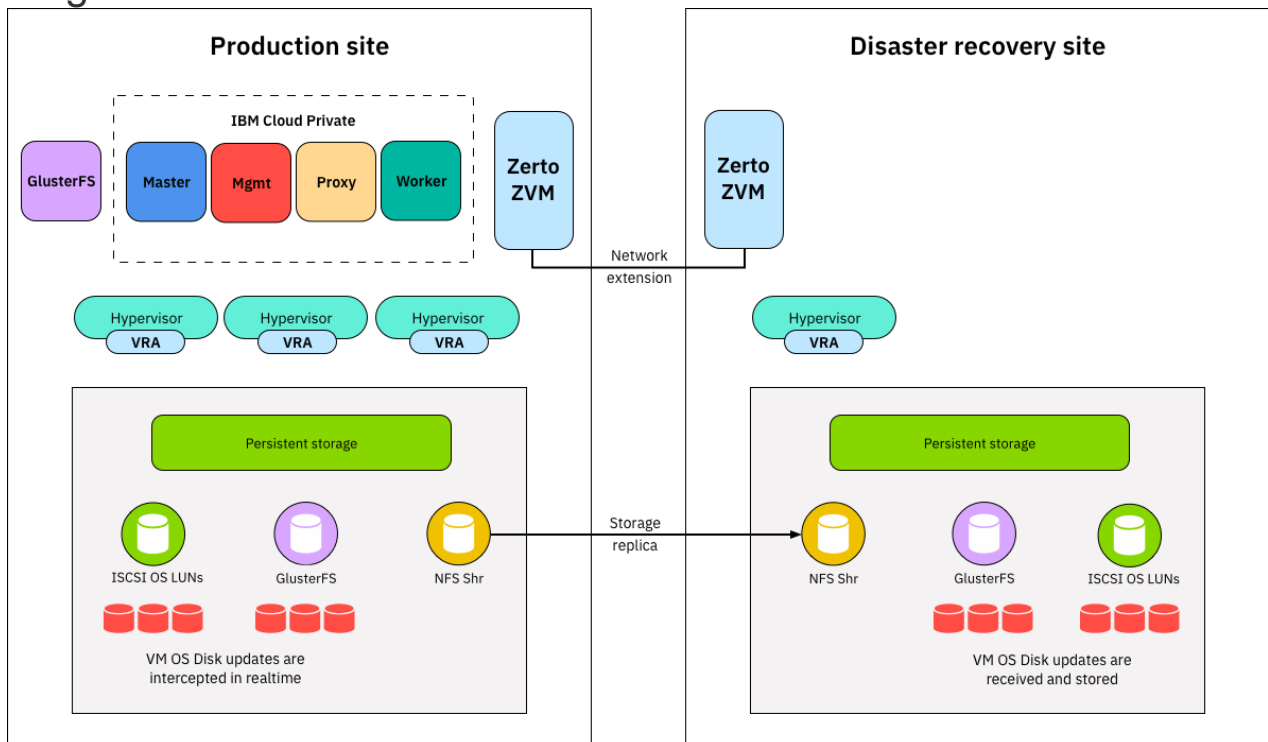 Production site
IBM Cloud Private
GlusterFS
Master
Mgmt
Proxy
Worker
Zerto
ZVM
Hypervisor
VRA
Hypervisor
VRA
Hypervisor
VRA
Persistent storage
ISCSI OS LUNs
GlusterFS
NFS Shr
VM OS Disk updates are
intercepted in realtime
Network
extension
Storage
replica
Disaster recovery site
Zerto
ZVM
Hypervisor
VRA
Persistent storage
NFS Shr
GlusterFS
ISCSI OS LUNs
VM OS Disk updates are
received and stored